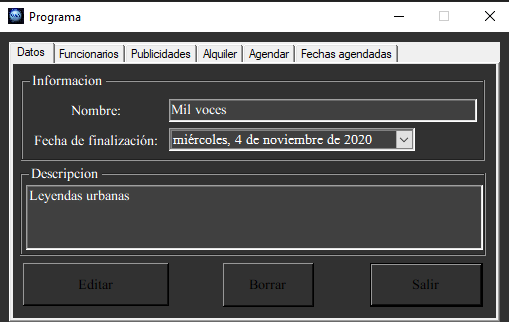 Programa
Datos Funcionarios Publicidades Alquiler Agendar Fechas agendadas
Informacion
Nombre: Mil voces
Fecha de finalización: miércoles, 4 de noviembre de 2020
Descripcion
Leyendas urbanas
Editar Borrar Salir